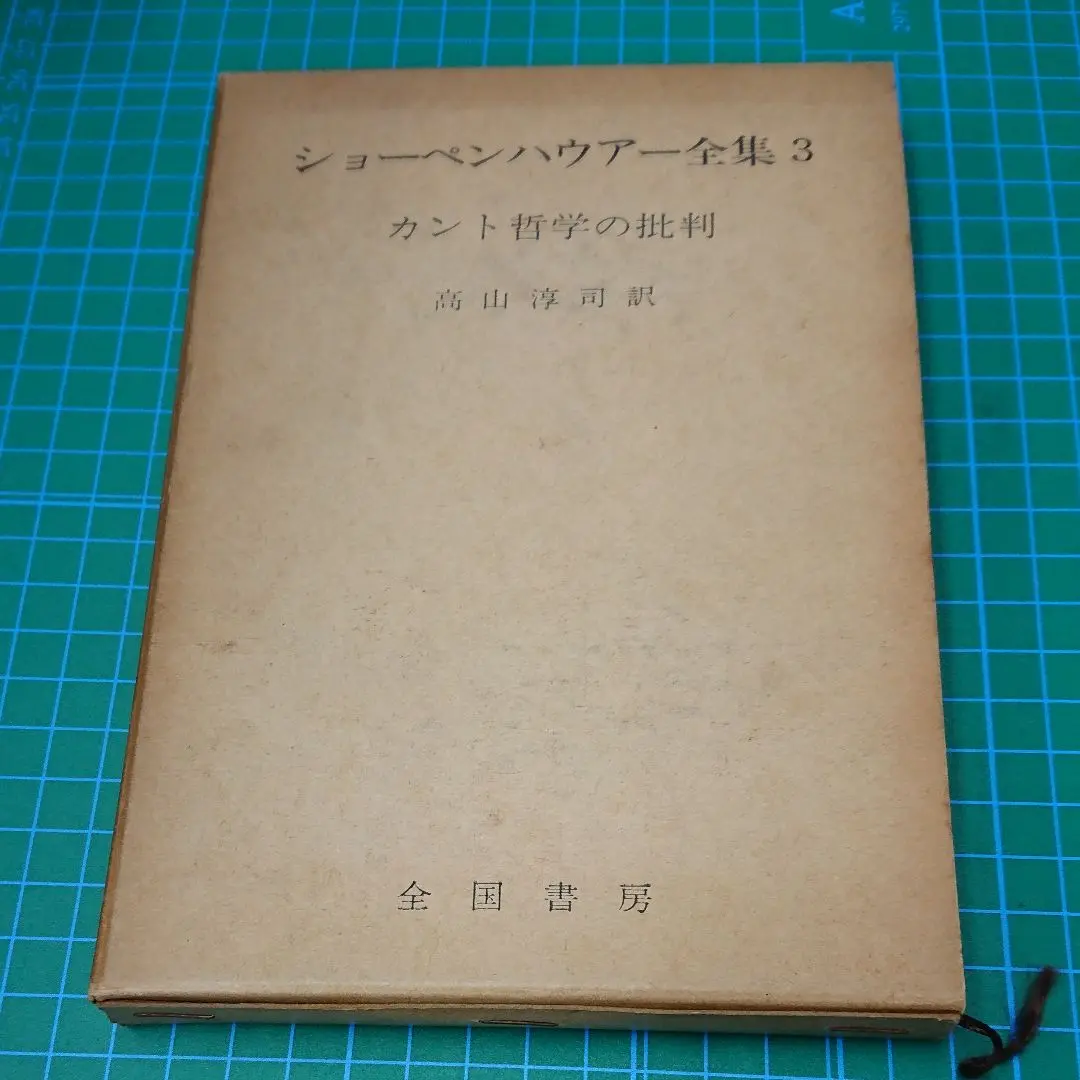 ショーペンハウアー全集 3
カント哲学の批判
高山淳司訳
全国書房
A